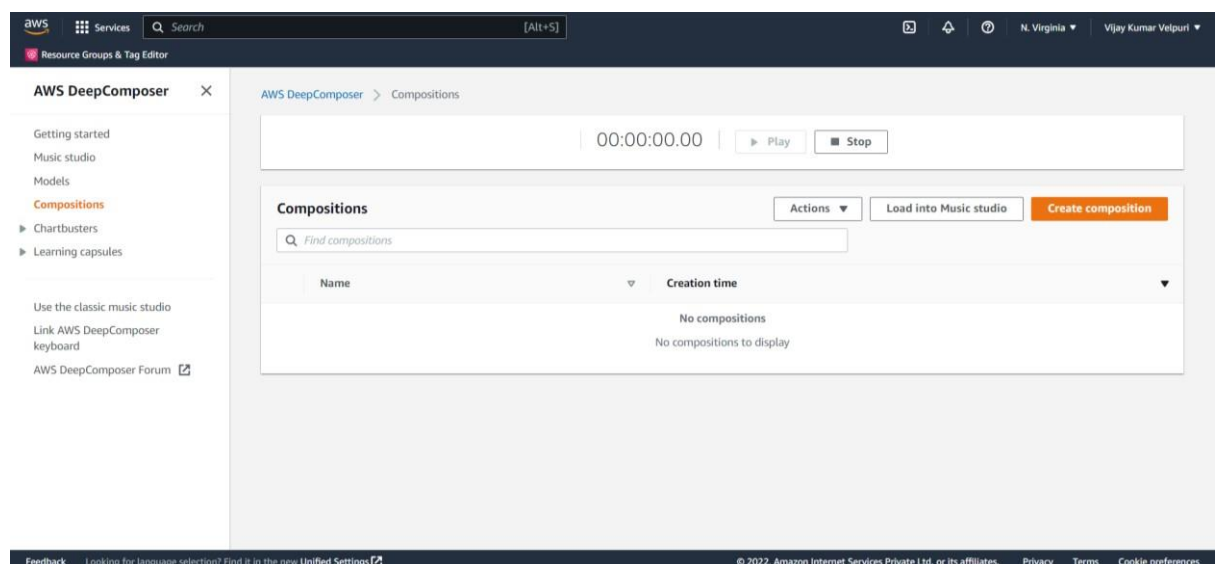 aws Services Search [Alt+S] N. Virginia Vijay Kumar Velpuri
Resource Groups & Tag Editor
AWS DeepComposer
Getting started
Music studio
Models
Compositions
Chartbusters
Learning capsules
Use the classic music studio
Link AWS DeepComposer
keyboard
AWS DeepComposer Forum
AWS DeepComposer > Compositions
00:00:00.00 Play Stop
Compositions Actions Load into Music studio Create composition
Find compositions
Name Creation time
No compositions
No compositions to display
Feedback Looking for language selection? Find it in the new Unified Settings © 2022, Amazon Internet Services Private Ltd. or its affiliates. Privacy Terms Cookie preferences